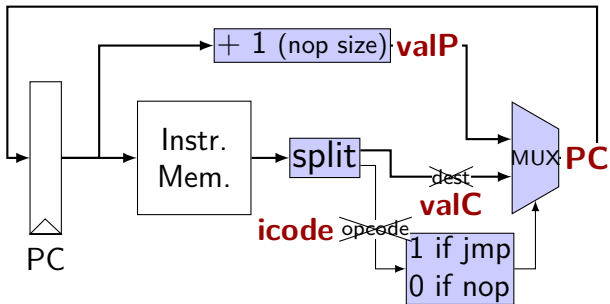 + 1 (nop size)
valP
Instr.
Mem.
split
MUX
PC
dest
valC
icode
opcode
1 if jmp
0 if nop
PC